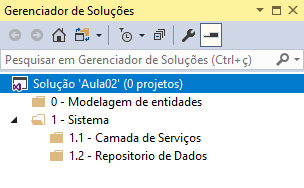 Gerenciador de Soluções
Pesquisar em Gerenciador de Soluções (Ctrl+ç)
Solução 'Aula02' (0 projetos)
0 - Modelagem de entidades
1 - Sistema
1.1 - Camada de Serviços
1.2 - Repositorio de Dados